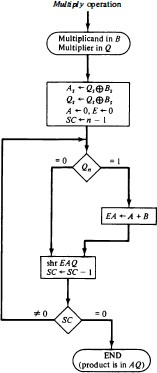 Multiply operation
Multiplicand in B
Multiplier in Q
Aₛ ← Qₛ ⊕ Bₛ
Qₛ ← Qₛ ⊕ Bₛ
A ← 0, E ← 0
SC ← n − 1
= 0
= 1
Qₙ
EA ← A + B
shr EAQ
SC ← SC − 1
≠ 0
= 0
SC
END
(product is in AQ)